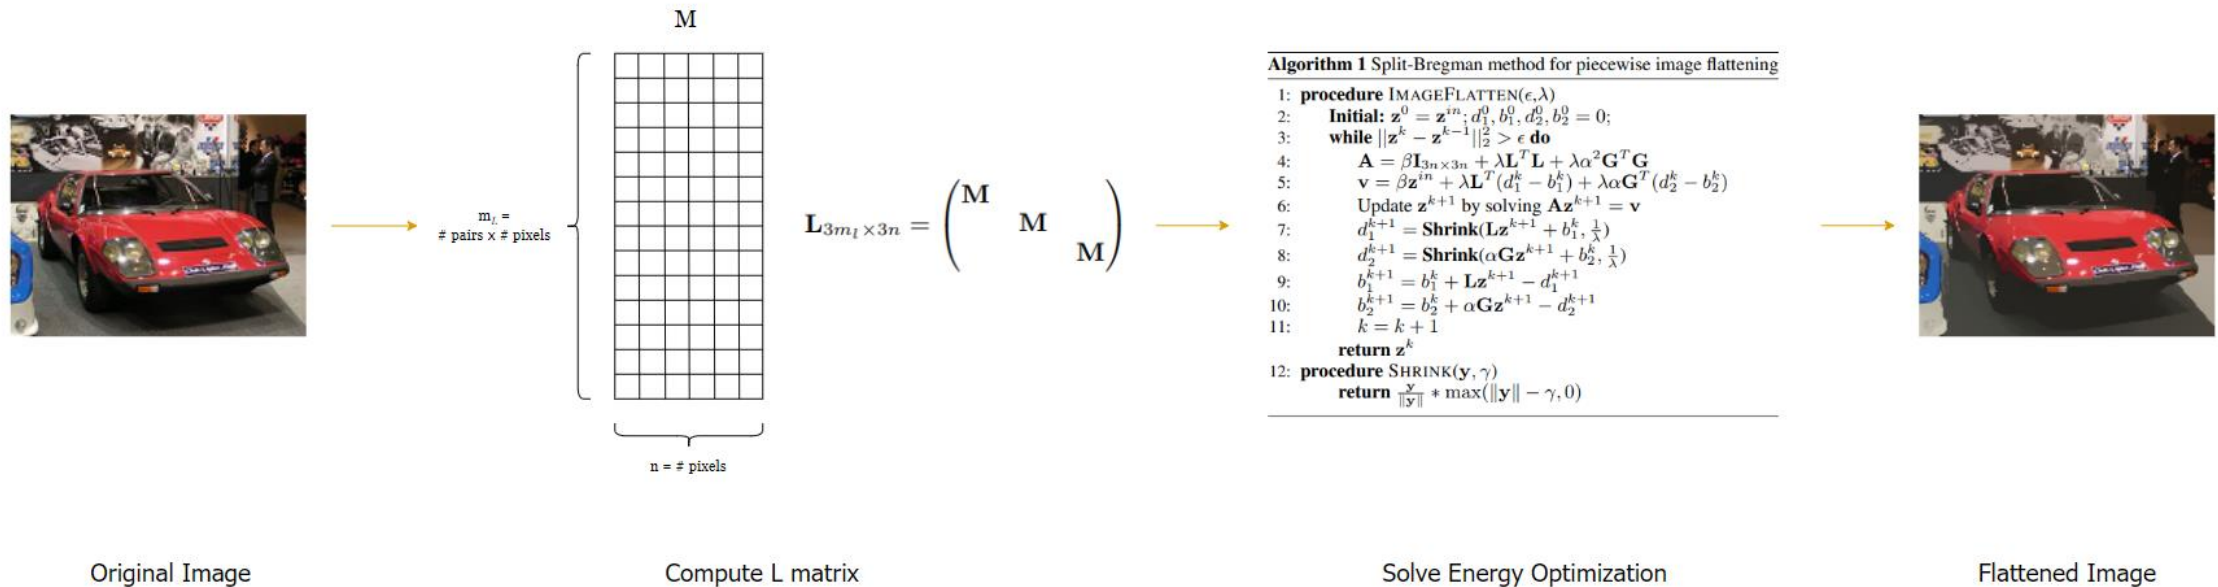 M
m_L =
# pairs x # pixels
n = # pixels
L_{3m_l×3n} = ( M
M
M )
Algorithm 1 Split-Bregman method for piecewise image flattening
1: procedure IMAGEFLATTEN(ϵ,λ)
2: Initial: z^0 = z^{in}; d_1^0, b_1^0, d_2^0, b_2^0 = 0;
3: while ||z^k − z^{k−1}||_2^2 > ϵ do
4: A = βI_{3n×3n} + λL^T L + λα^2 G^T G
5: v = βz^{in} + λL^T(d_1^k − b_1^k) + λαG^T(d_2^k − b_2^k)
6: Update z^{k+1} by solving Az^{k+1} = v
7: d_1^{k+1} = Shrink(Lz^{k+1} + b_1^k, 1/λ)
8: d_2^{k+1} = Shrink(αGz^{k+1} + b_2^k, 1/λ)
9: b_1^{k+1} = b_1^k + Lz^{k+1} − d_1^{k+1}
10: b_2^{k+1} = b_2^k + αGz^{k+1} − d_2^{k+1}
11: k = k + 1
return z^k
12: procedure SHRINK(y, γ)
return y/‖y‖ ∗ max(‖y‖ − γ, 0)
Original Image
Compute L matrix
Solve Energy Optimization
Flattened Image